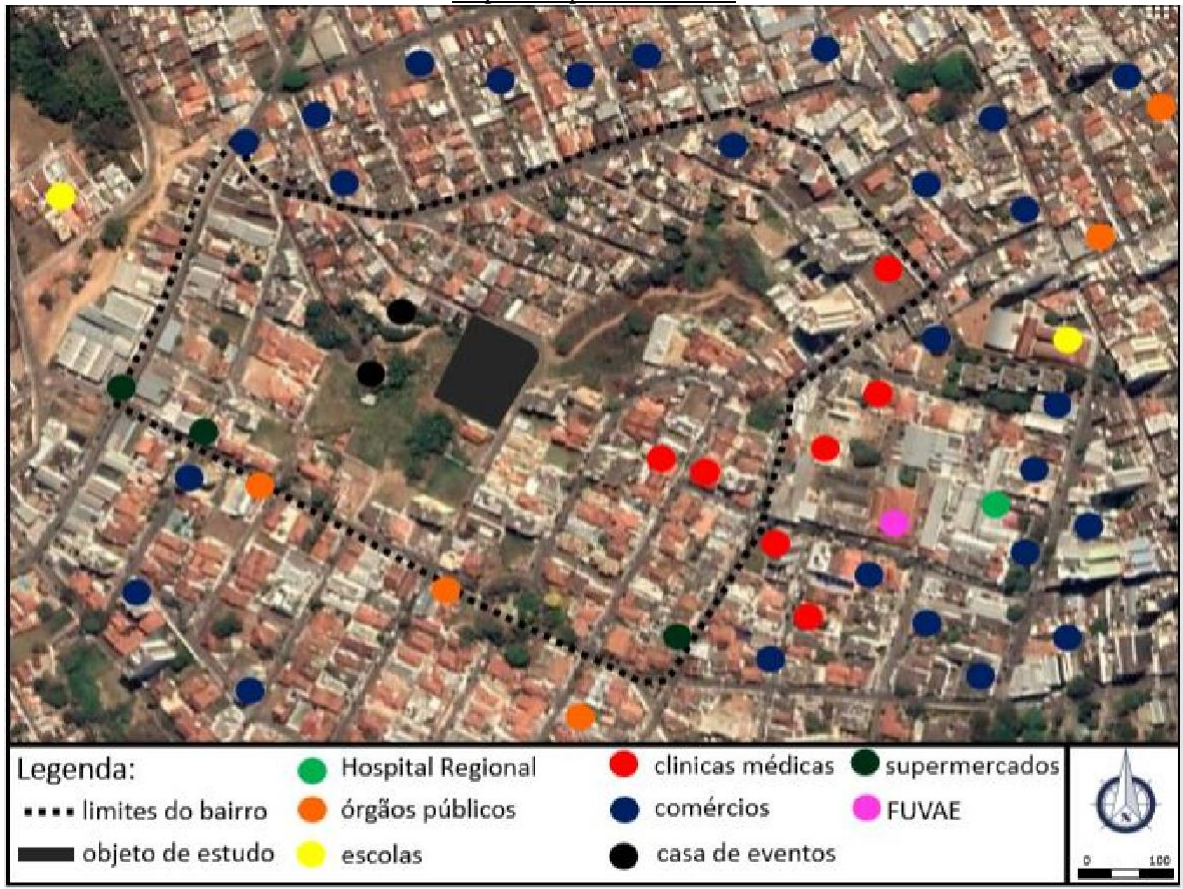 Legenda:
limites do bairro
objeto de estudo
Hospital Regional
órgãos públicos
escolas
clinicas médicas
comércios
casa de eventos
supermercados
FUVAE
N
0 100